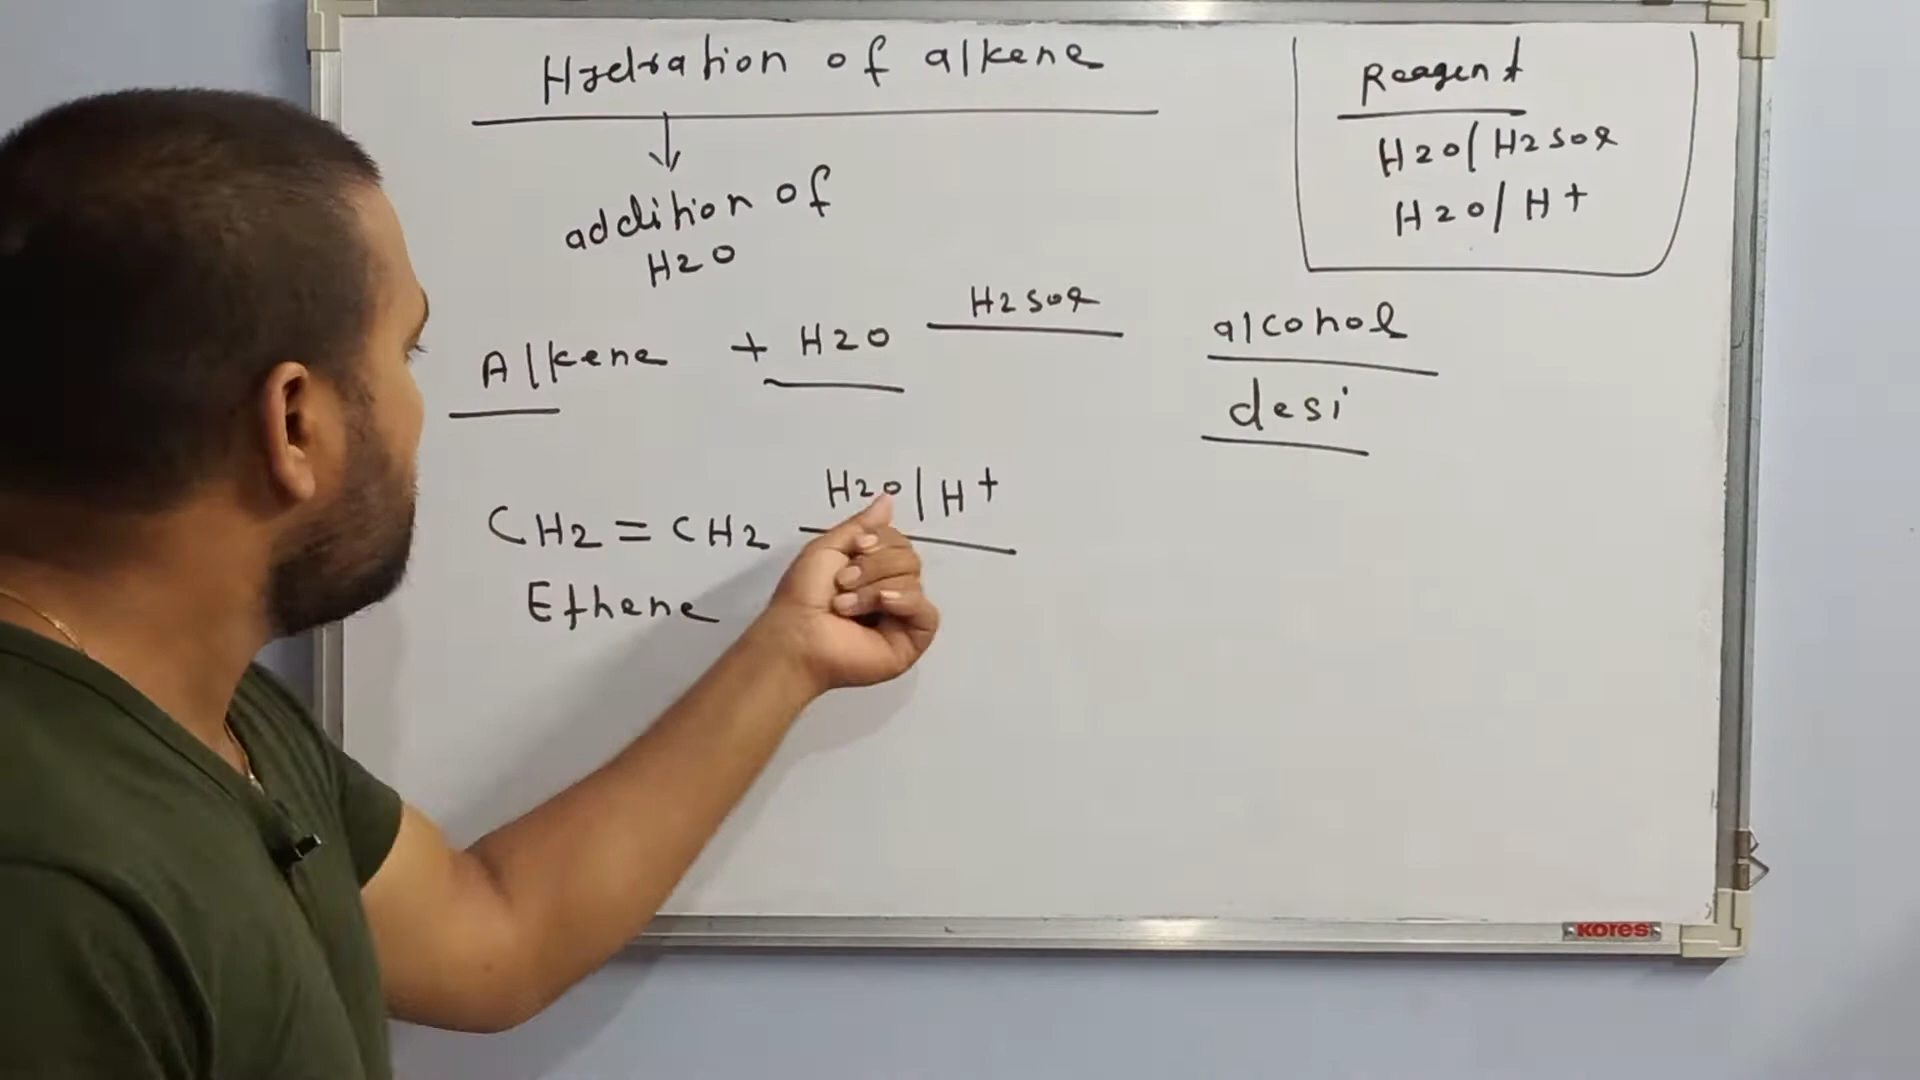 Hydration of alkene
addition of
H2O
Reagent
H2O/H2SO4
H2O/H+
Alkene + H2O H2SO4 alcohol
desi
CH2=CH2 H2O/H+
Ethene
KORES